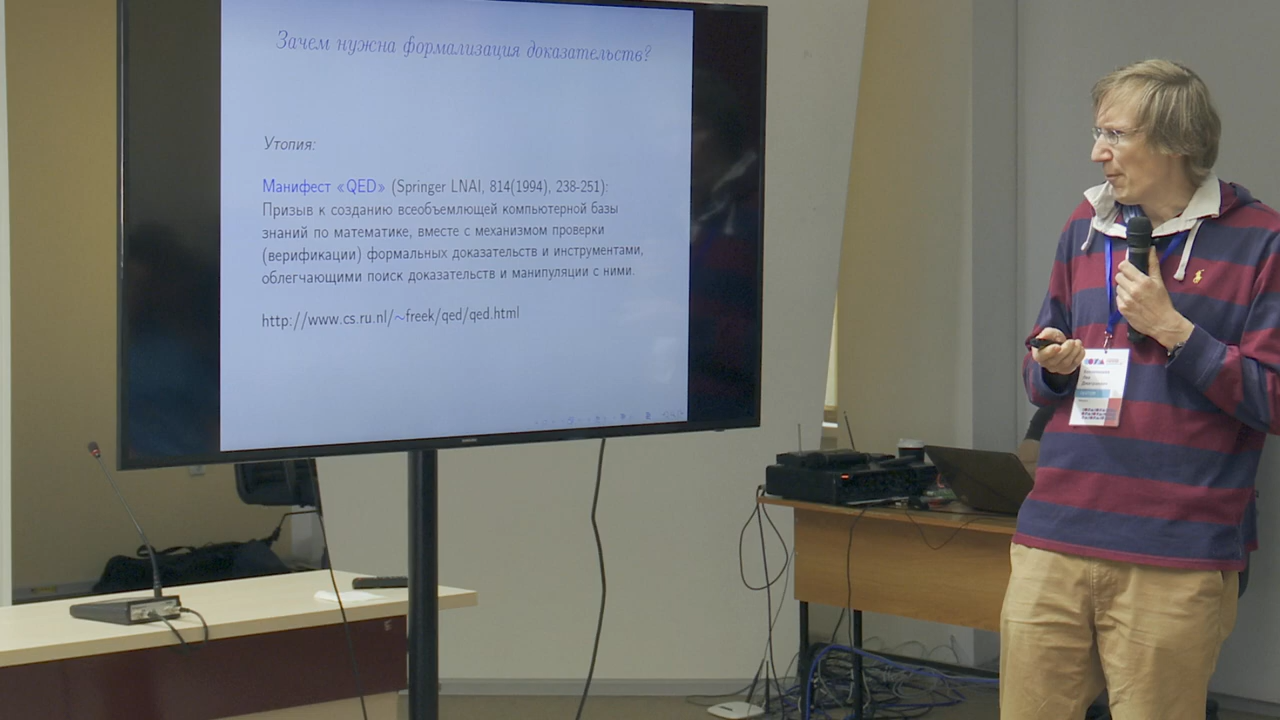 Зачем нужна формализация доказательств?
Утопия:
Манифест «QED» (Springer LNAI, 814(1994), 238-251):
Призыв к созданию всеобъемлющей компьютерной базы
знаний по математике, вместе с механизмом проверки
(верификации) формальных доказательств и инструментами,
облегчающими поиск доказательств и манипуляции с ними.
http://www.cs.ru.nl/~freek/qed/qed.html
SAMSUNG